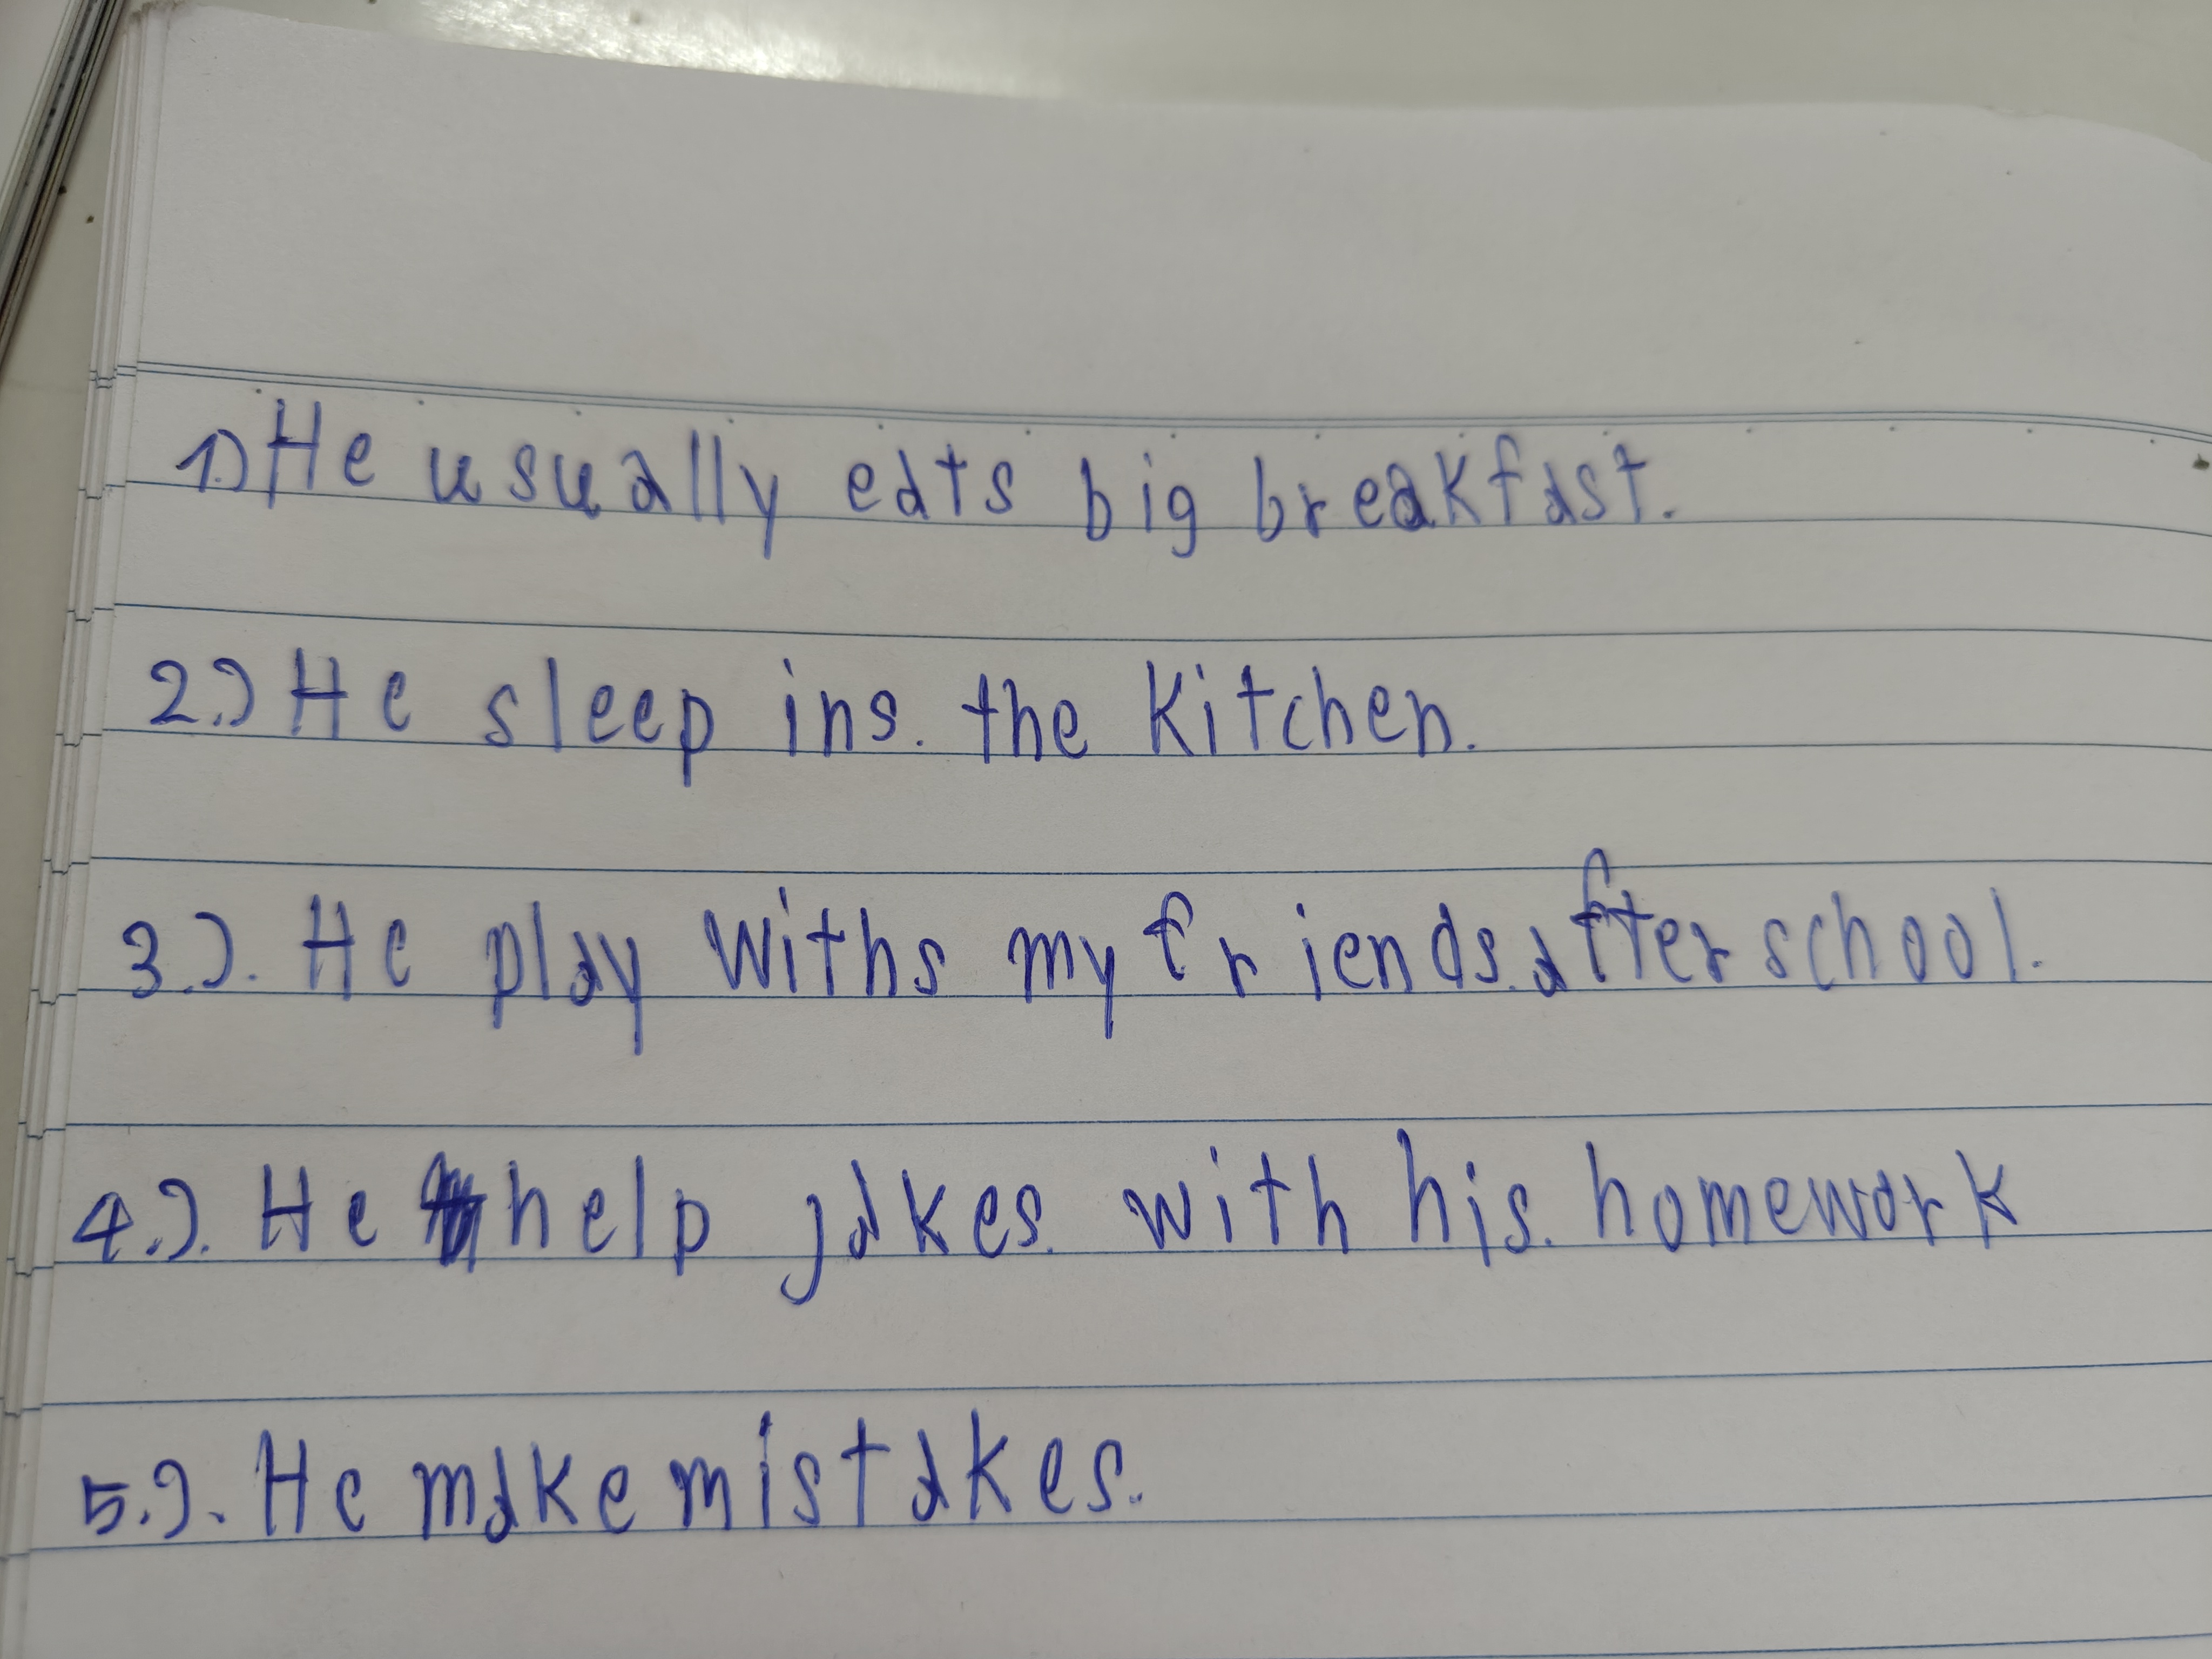 1.) He usually eats big breakfast.
2.) He sleep ins. the kitchen.
3.). He play withs my friends. after school.
4.). He help jakes. with his. homework
5.). He make mistakes.